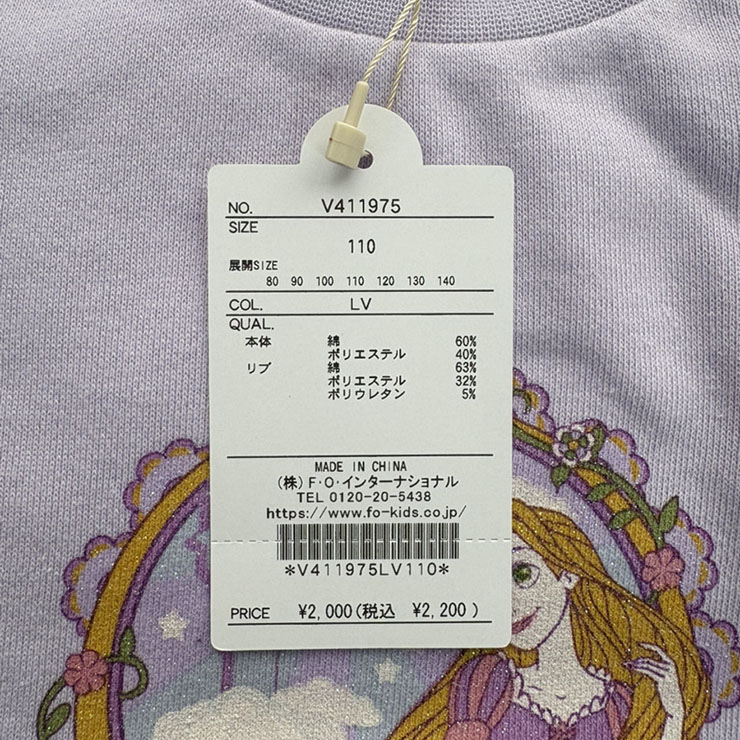 NO. V411975
SIZE
110
展開SIZE
80 90 100 110 120 130 140
COL. LV
QUAL.
本体 綿 60%
ポリエステル 40%
リブ 綿 63%
ポリエステル 32%
ポリウレタン 5%
MADE IN CHINA
(株)F・O・インターナショナル
TEL 0120-20-5438
https://www.fo-kids.co.jp/
*V411975LV110*
PRICE ¥2,000(税込 ¥2,200)